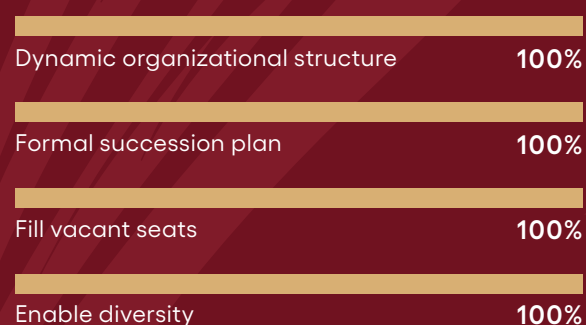 Dynamic organizational structure 100%
Formal succession plan 100%
Fill vacant seats 100%
Enable diversity 100%